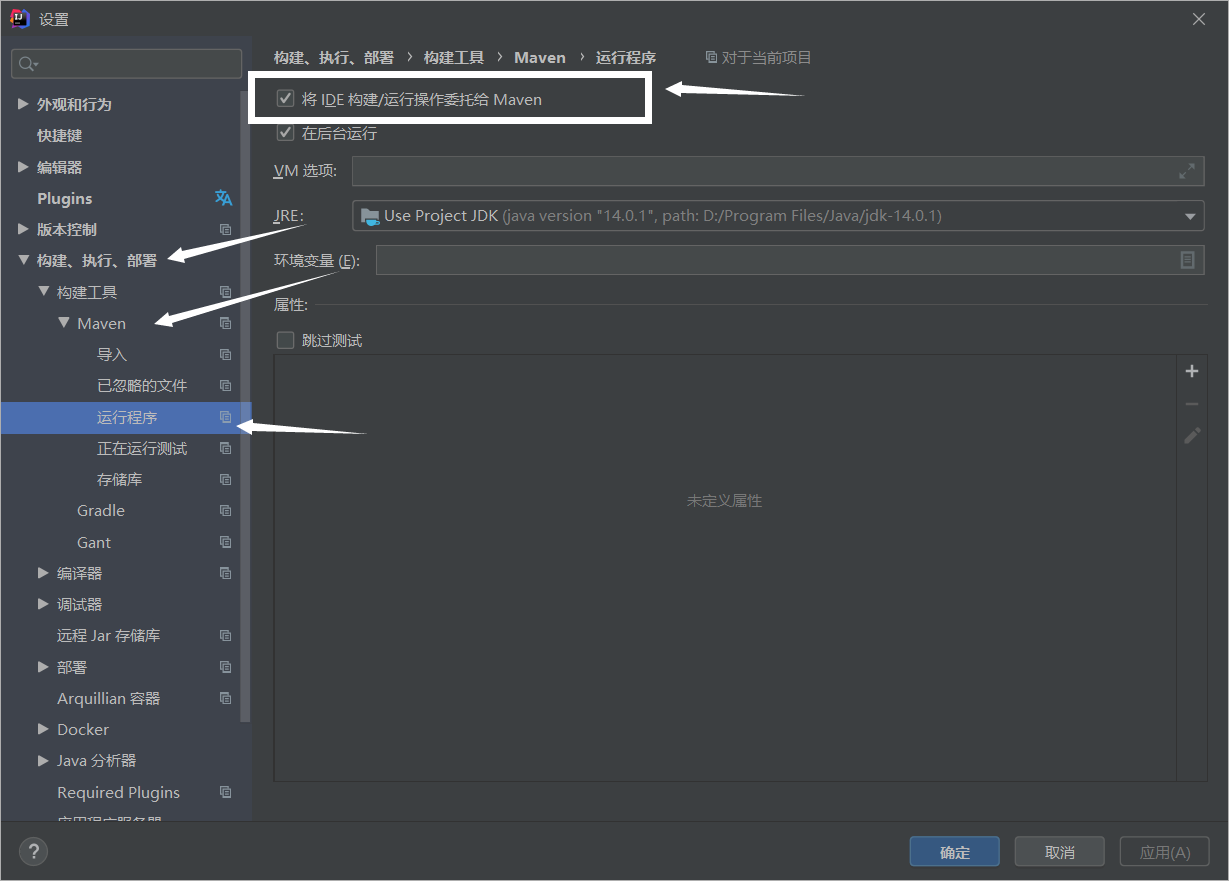 设置
外观和行为
快捷键
编辑器
Plugins
版本控制
构建、执行、部署
构建工具
Maven
导入
已忽略的文件
运行程序
正在运行测试
存储库
Gradle
Gant
编译器
调试器
远程 Jar 存储库
部署
Arquillian 容器
Docker
Java 分析器
Required Plugins
应用程序服务器
构建、执行、部署 › 构建工具 › Maven › 运行程序 对于当前项目
将 IDE 构建/运行操作委托给 Maven
在后台运行
VM 选项:
JRE: Use Project JDK (java version "14.0.1", path: D:/Program Files/Java/jdk-14.0.1)
环境变量 (E):
属性:
跳过测试
未定义属性
? 确定 取消 应用(A)